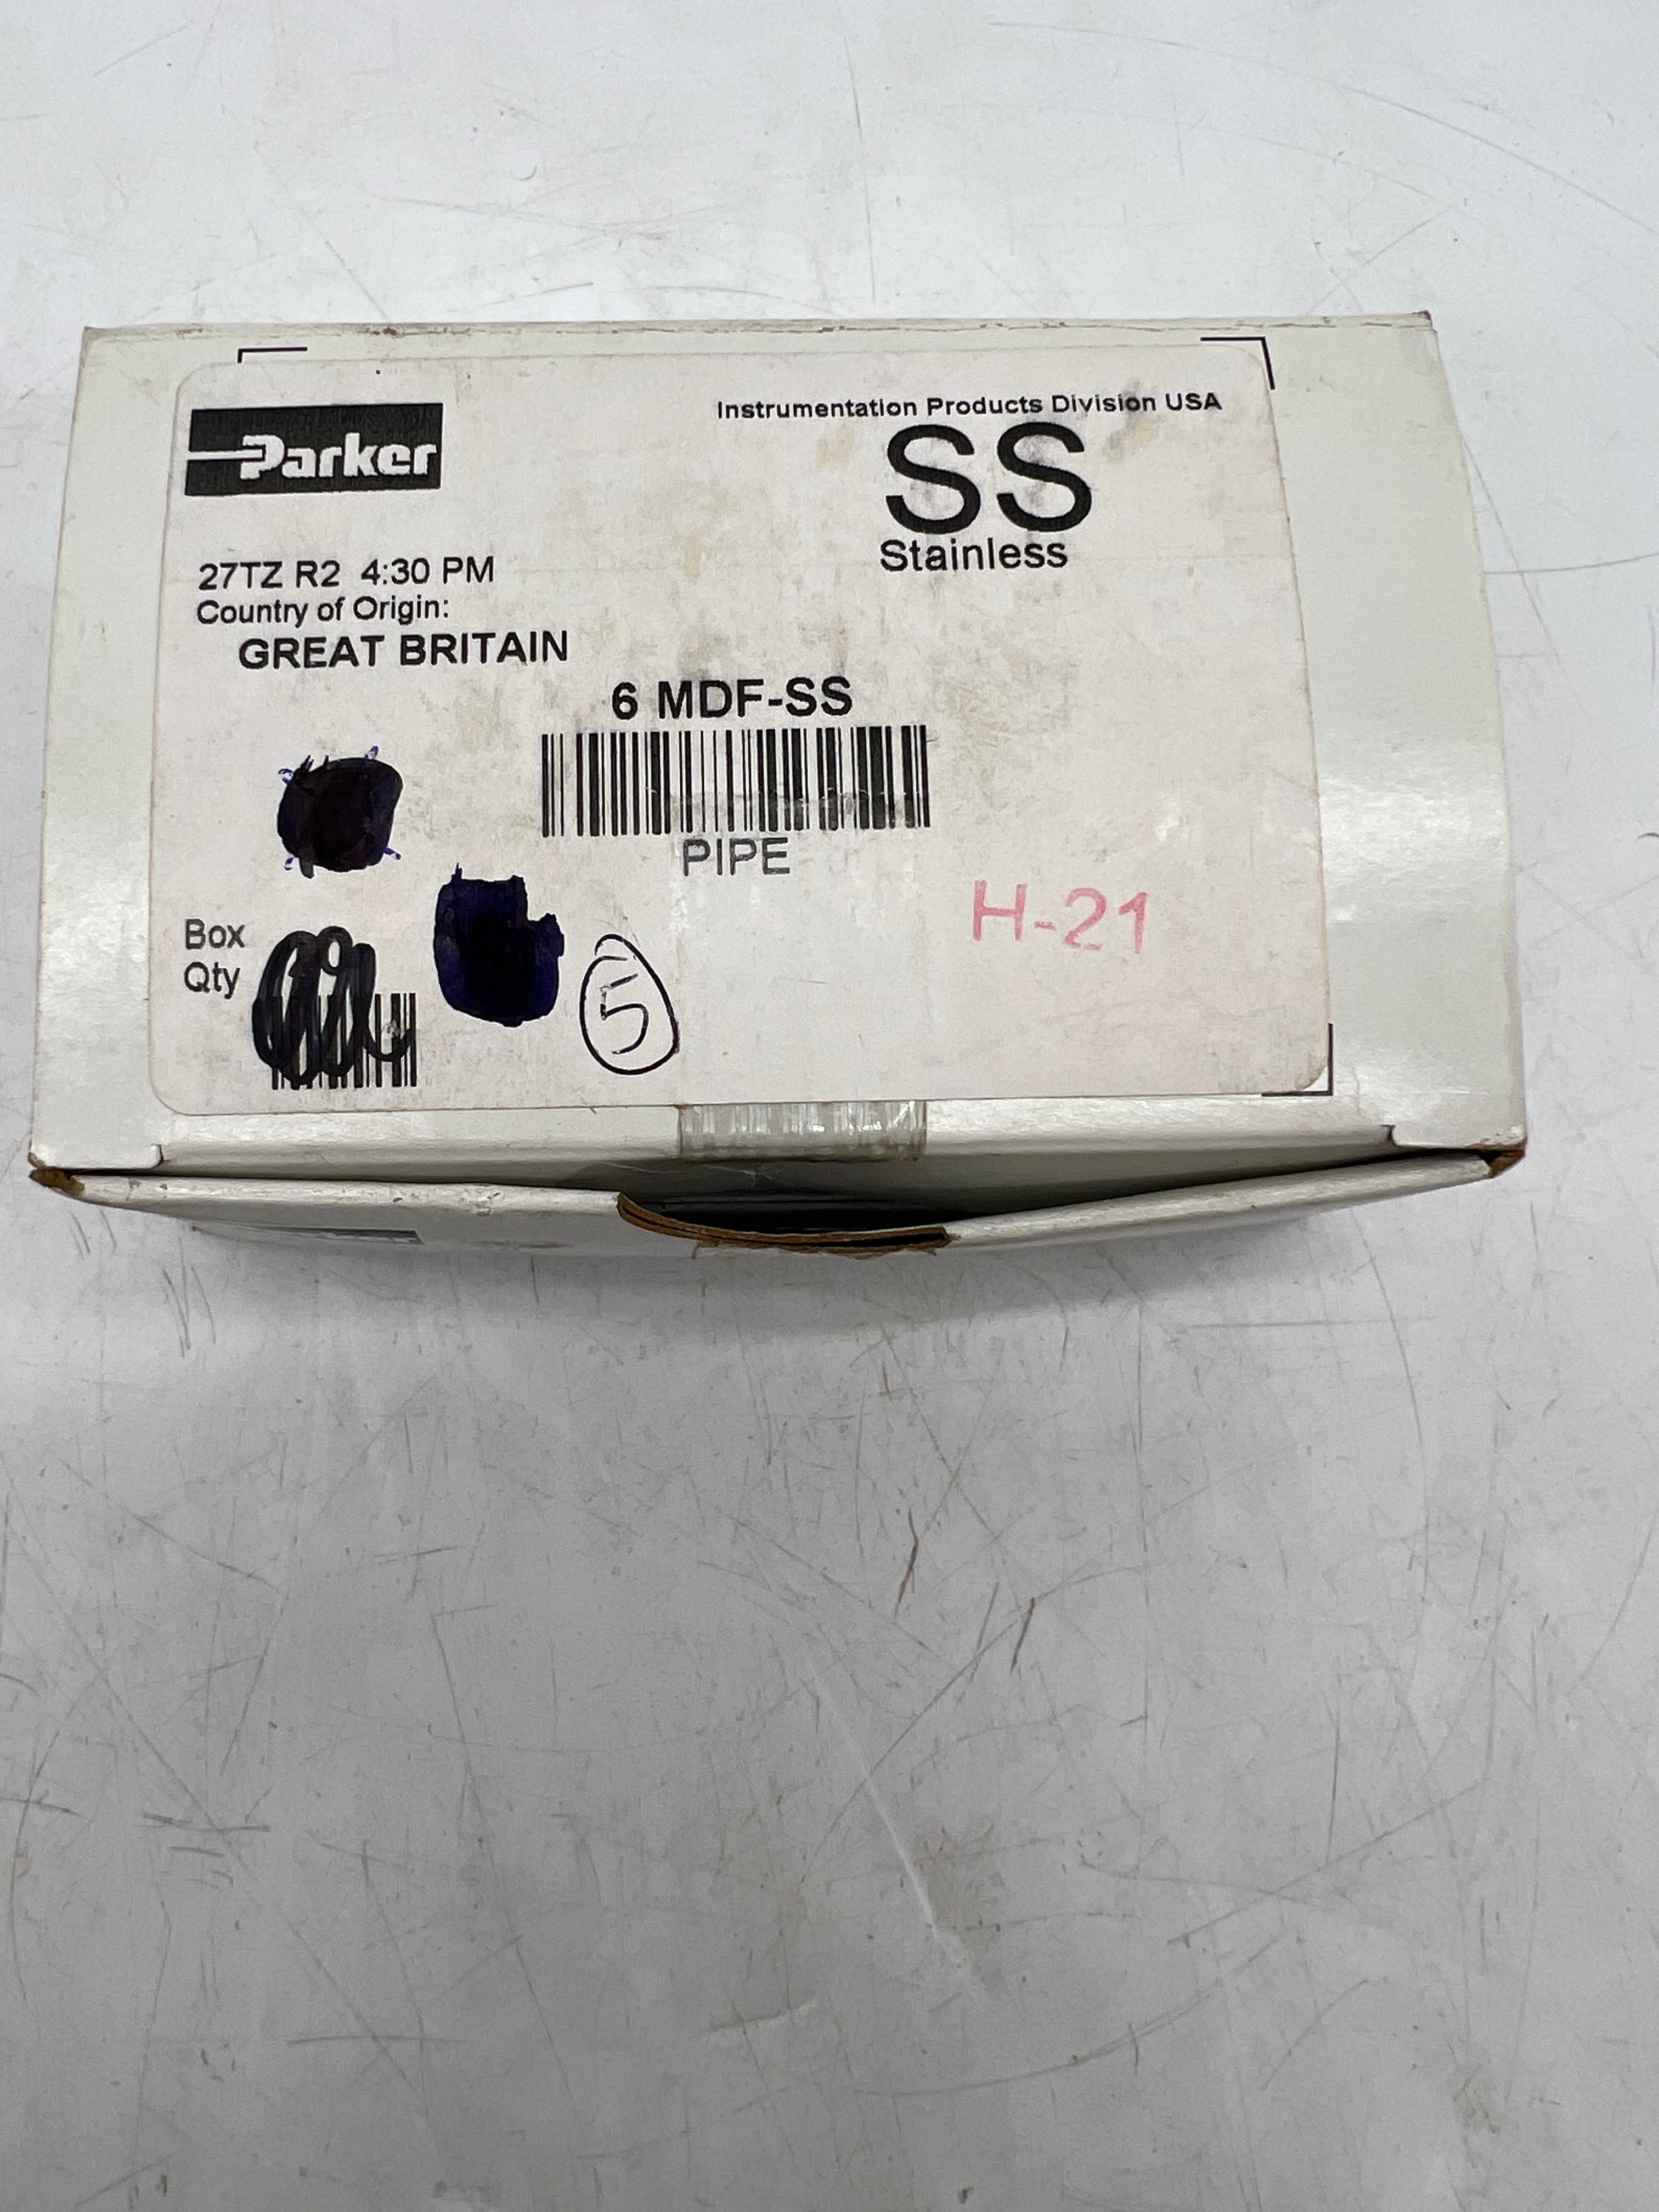 Parker
Instrumentation Products Division USA
SS
Stainless
27TZ R2 4:30 PM
Country of Origin:
GREAT BRITAIN
6 MDF-SS
PIPE
H-21
Box
Qty
5